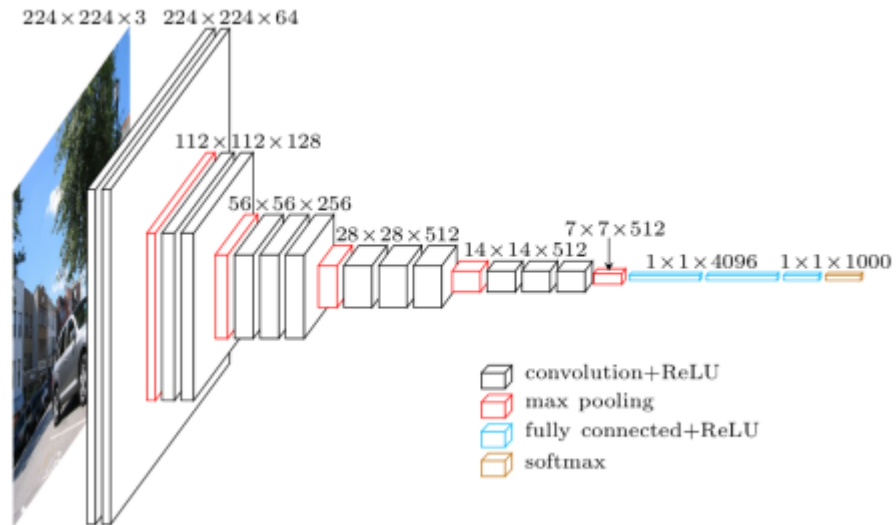 224×224×3
224×224×64
112×112×128
56×56×256
28×28×512
14×14×512
7×7×512
1×1×4096
1×1×1000
convolution+ReLU
max pooling
fully connected+ReLU
softmax